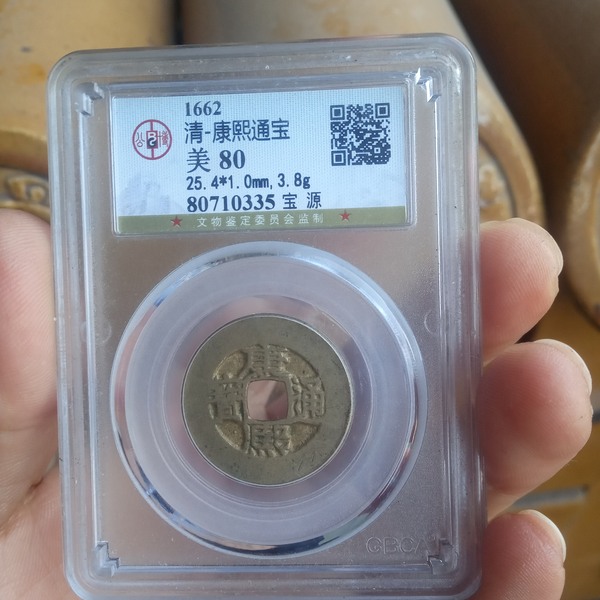 1662
清-康熙通宝
美 80
25.4*1.0mm,3.8g
80710335 宝 源
★ 文物鉴定委员会监制 ★
康熙通寳
GBCA